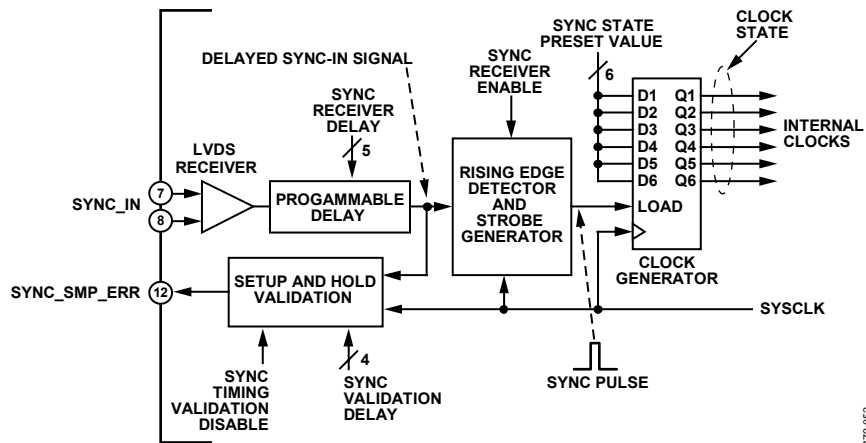 DELAYED SYNC-IN SIGNAL
SYNC
RECEIVER
DELAY
5
LVDS
RECEIVER
SYNC_IN
7
8
PROGAMMABLE
DELAY
SYNC
RECEIVER
ENABLE
RISING EDGE
DETECTOR
AND
STROBE
GENERATOR
SYNC STATE
PRESET VALUE
6
CLOCK
STATE
D1 Q1
D2 Q2
D3 Q3
D4 Q4
D5 Q5
D6 Q6
LOAD
INTERNAL
CLOCKS
CLOCK
GENERATOR
SYNC_SMP_ERR
12
SETUP AND HOLD
VALIDATION
SYSCLK
SYNC
TIMING
VALIDATION
DISABLE
4
SYNC
VALIDATION
DELAY
SYNC PULSE